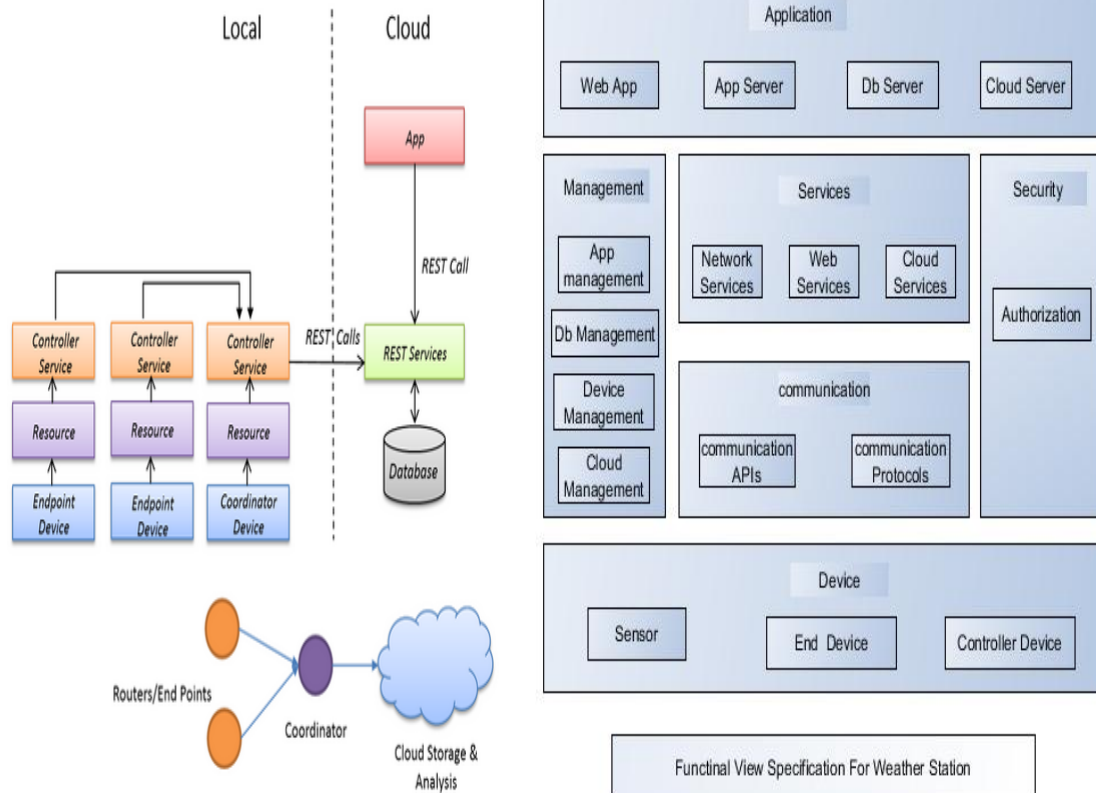 Local
Cloud
App
REST Call
Controller
Service
Controller
Service
Controller
Service
REST Calls
REST Services
Resource
Resource
Resource
Database
Endpoint
Device
Endpoint
Device
Coordinator
Device
Routers/End Points
Coordinator
Cloud Storage &
Analysis
Application
Web App
App Server
Db Server
Cloud Server
Management
App
management
Db Management
Device
Management
Cloud
Management
Services
Network
Services
Web
Services
Cloud
Services
communication
communication
APIs
communication
Protocols
Security
Authorization
Device
Sensor
End Device
Controller Device
Functinal View Specification For Weather Station